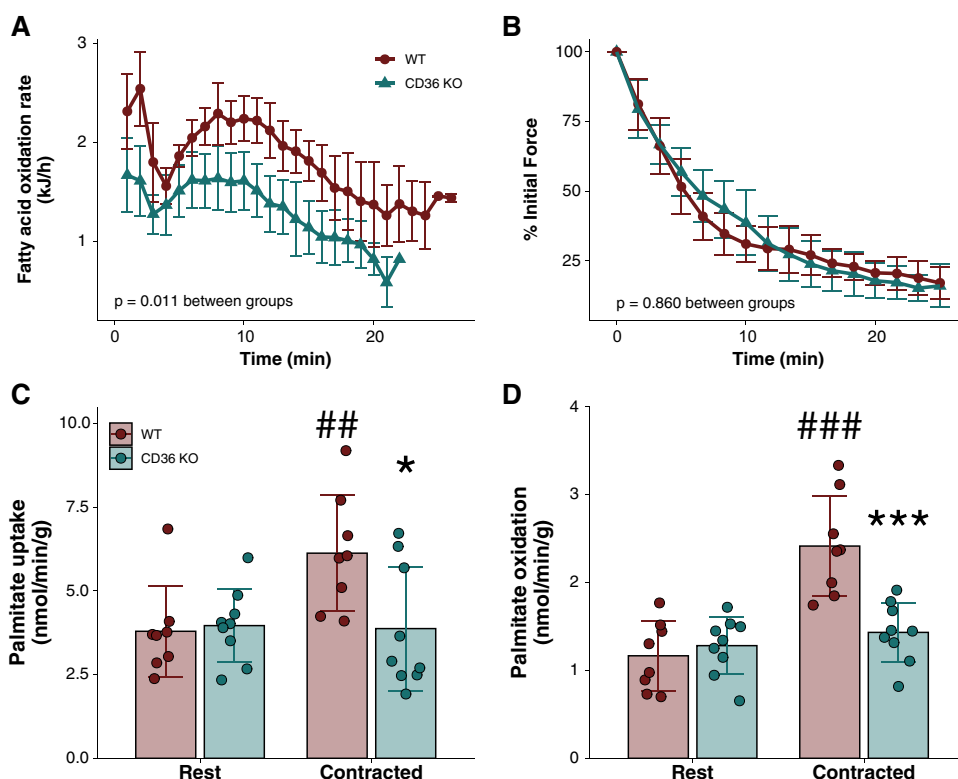 A
3
2
1
Fatty acid oxidation rate
(kJ/h)
WT
CD36 KO
p = 0.011 between groups
0
10
20
Time (min)
B
100
75
50
25
% Initial Force
p = 0.860 between groups
0
10
20
Time (min)
C
10.0
7.5
5.0
2.5
0.0
Palmitate uptake
(nmol/min/g)
WT
CD36 KO
##
*
Rest
Contracted
D
4
3
2
1
0
Palmitate oxidation
(nmol/min/g)
###
***
Rest
Contracted